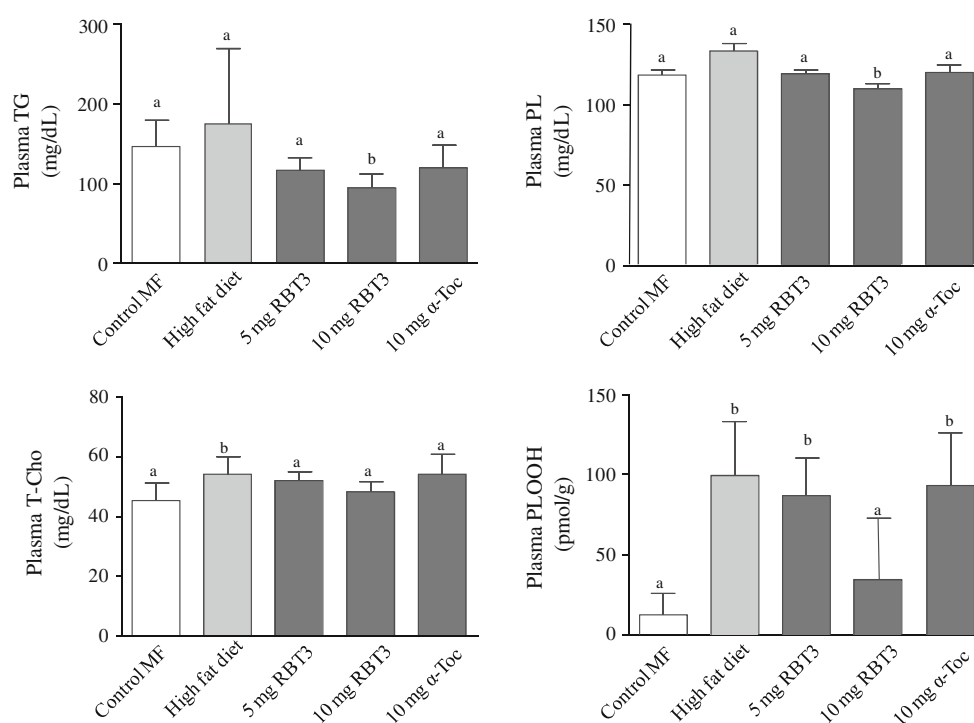 300
200
100
0
Plasma TG
(mg/dL)
a
a
a
b
a
Control MF
High fat diet
5 mg RBT3
10 mg RBT3
10 mg α-Toc
150
100
50
0
Plasma PL
(mg/dL)
a
a
a
b
a
Control MF
High fat diet
5 mg RBT3
10 mg RBT3
10 mg α-Toc
80
60
40
20
0
Plasma T-Cho
(mg/dL)
a
b
a
a
a
Control MF
High fat diet
5 mg RBT3
10 mg RBT3
10 mg α-Toc
150
100
50
0
Plasma PLOOH
(pmol/g)
a
b
b
a
b
Control MF
High fat diet
5 mg RBT3
10 mg RBT3
10 mg α-Toc